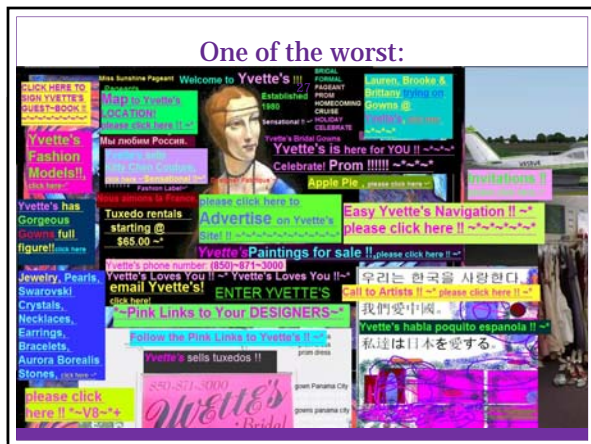 One of the worst:
CLICK HERE TO
SIGN YVETTE'S
GUEST~BOOK !!
Miss Sunshine Pageant
Pageants
Welcome to Yvette's !!!
27
Established
1980
Sensational !! ~
BRIDAL
FORMAL
PAGEANT
PROM
HOMECOMING
CRUISE
HOLIDAY
CELEBRATE
Lauren, Brooke &
Brittany trying on
Gowns @
Map to Yvette's
LOCATION!
please click here !! ~*
Yvette's
Fashion
Models!!,
click here~*
Мы любим Россия.
Fashion Label~*
Yvette's Bridal Gowns
Yvette's is here for YOU !! ~*~*
Celebrate! Prom !!!!!!! ~*~*~
Apple Pie , please click here ~*
Invitations !!
Yvette's has
Gorgeous
Gowns full
figure!!click here
Nous aimons la France.
Tuxedo rentals
starting @
$65.00 ~*
please click here to
Advertise on Yvette's
Site! !! ~*~*~*~*~*~*~
Easy Yvette's Navigation !! ~*
please click here !! ~*~*~*~*~*~*
Yvette's Paintings for sale !!,please click here ~*
Yvette's phone number: (850)~871~3000
Yvette's Loves You !!~* Yvette's Loves You !!~*
email Yvette's!
click here!
ENTER YVETTE'S
Jewelry, Pearls,
Swarovski
Crystals,
Necklaces,
Earrings,
Bracelets,
Aurora Borealis
Stones, click here ~*
우리는 한국을 사랑한다.
Call to Artists !! ~* please click here !! ~*
我們愛中國。
Yvette's habla poquito espanola !! ~*
私達は日本を愛する。
*~Pink Links to Your DESIGNERS~*
Follow the Pink Links to Yvette's !! ~*
prom dress
Yvette's sells tuxedos !!
gown Panama City
gowns panama city
please click
here !! *~V8~*+
850-871-3000
Yvette's
Bridal